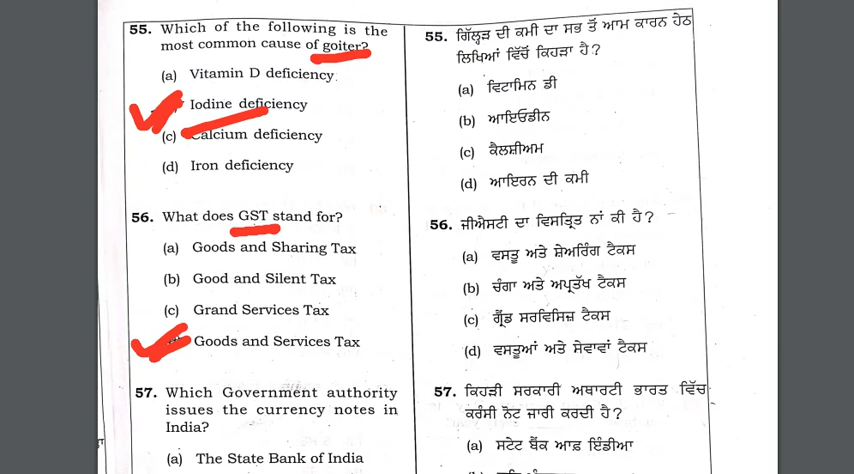 55. Which of the following is the
most common cause of goiter?
(a) Vitamin D deficiency
Iodine deficiency
(c) Calcium deficiency
(d) Iron deficiency
56. What does GST stand for?
(a) Goods and Sharing Tax
(b) Good and Silent Tax
(c) Grand Services Tax
Goods and Services Tax
57. Which Government authority
issues the currency notes in
India?
(a) The State Bank of India
55. ਗਿੱਲ੍ਹੜ ਦੀ ਕਮੀ ਦਾ ਸਭ ਤੋਂ ਆਮ ਕਾਰਨ ਹੇਠ
ਲਿਖਿਆਂ ਵਿੱਚੋਂ ਕਿਹੜਾ ਹੈ?
(a) ਵਿਟਾਮਿਨ ਡੀ
(b) ਆਇਓਡੀਨ
(c) ਕੈਲਸ਼ੀਅਮ
(d) ਆਇਰਨ ਦੀ ਕਮੀ
56. ਜੀਐਸਟੀ ਦਾ ਵਿਸਤ੍ਰਿਤ ਨਾਂ ਕੀ ਹੈ?
(a) ਵਸਤੂ ਅਤੇ ਸ਼ੇਅਰਿੰਗ ਟੈਕਸ
(b) ਚੰਗਾ ਅਤੇ ਅਪ੍ਰਤੱਖ ਟੈਕਸ
(c) ਗ੍ਰੈਂਡ ਸਰਵਿਸਿਜ਼ ਟੈਕਸ
(d) ਵਸਤੂਆਂ ਅਤੇ ਸੇਵਾਵਾਂ ਟੈਕਸ
57. ਕਿਹੜੀ ਸਰਕਾਰੀ ਅਥਾਰਟੀ ਭਾਰਤ ਵਿੱਚ
ਕਰੰਸੀ ਨੋਟ ਜਾਰੀ ਕਰਦੀ ਹੈ?
(a) ਸਟੇਟ ਬੈਂਕ ਆਫ਼ ਇੰਡੀਆ